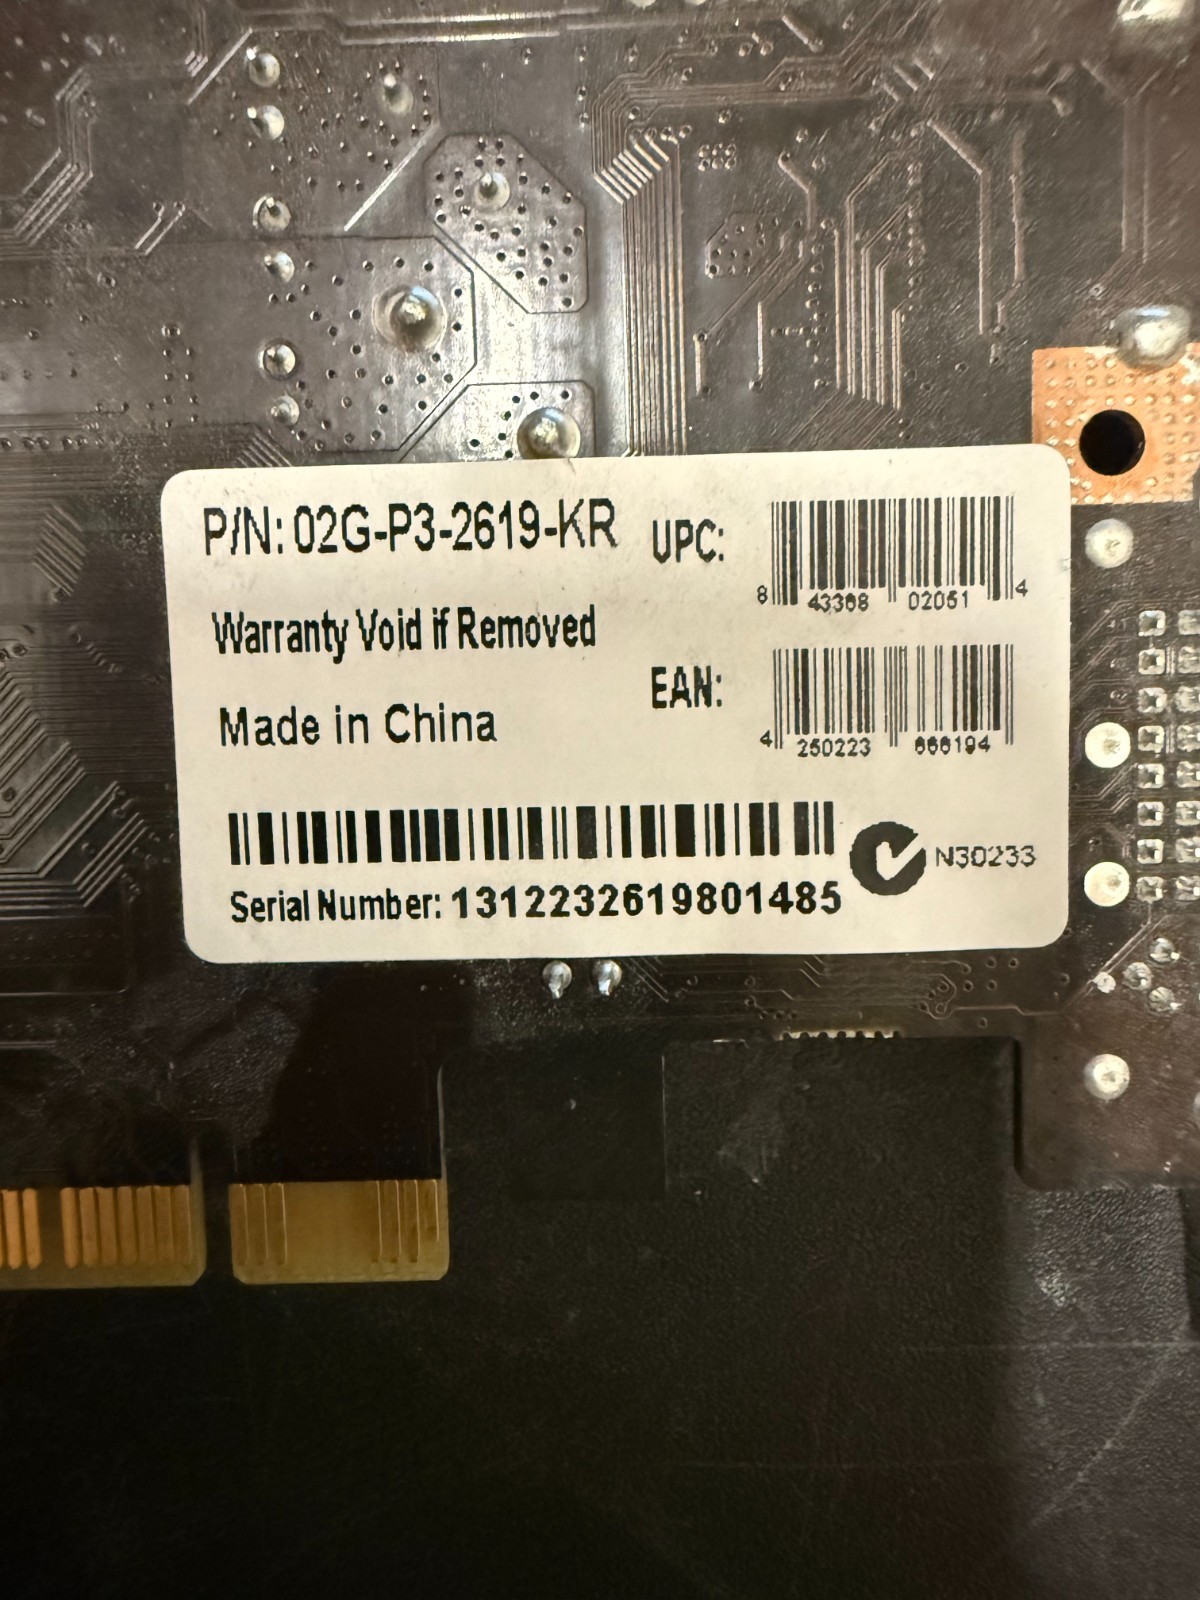 P/N: 02G-P3-2619-KR
UPC:
8 43368 02061 4
Warranty Void if Removed
EAN:
4 250223 666194
Made in China
Serial Number: 1312232619801485
N30233